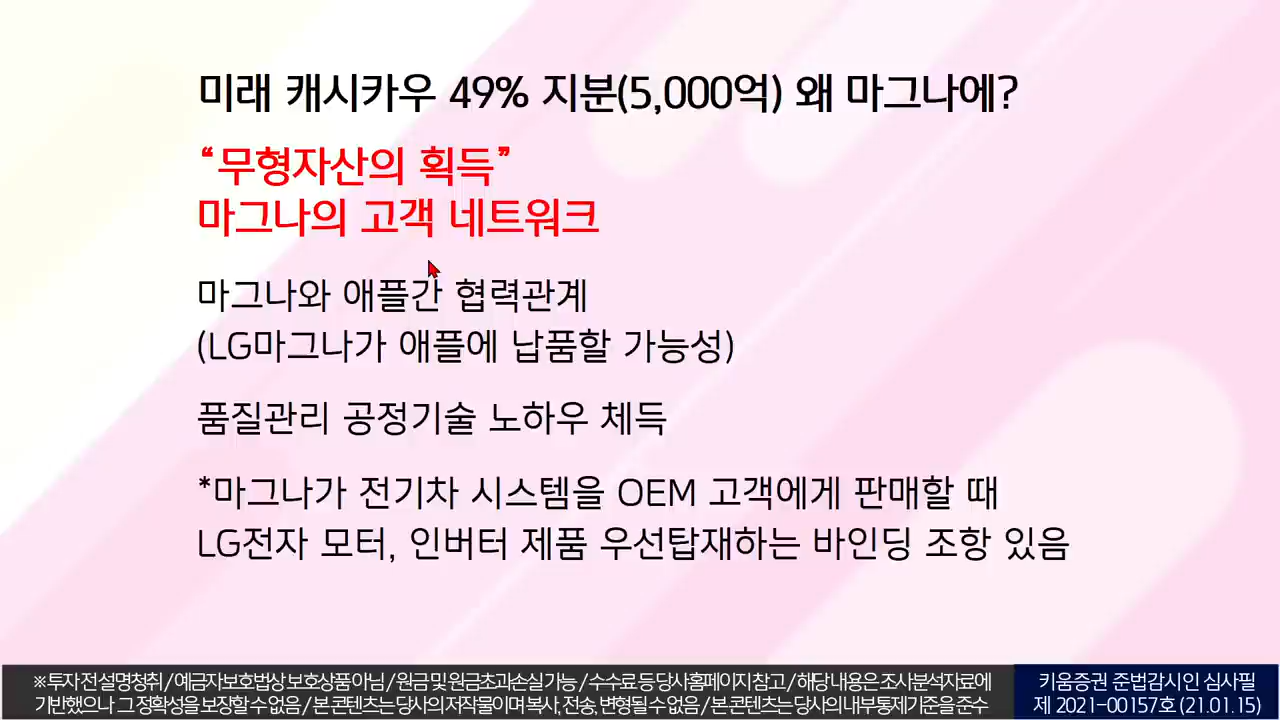 미래 캐시카우 49% 지분(5,000억) 왜 마그나에?
“무형자산의 획득”
마그나의 고객 네트워크
마그나와 애플간 협력관계
(LG마그나가 애플에 납품할 가능성)
품질관리 공정기술 노하우 체득
*마그나가 전기차 시스템을 OEM 고객에게 판매할 때
LG전자 모터, 인버터 제품 우선탑재하는 바인딩 조항 있음
※투자 전 설명청취 / 예금자보호법상 보호상품 아님 / 원금 및 원금초과손실 가능 / 수수료 등 당사홈페이지 참고 / 해당 내용은 조사분석자료에
기반했으나 그 정확성을 보장할 수 없음 / 본 콘텐츠는 당사의 저작물이며 복사, 전송, 변형될 수 없음 / 본 콘텐츠는 당사의 내부통제기준을 준수
키움증권 준법감시인 심사필
제 2021-00157호 (21.01.15)